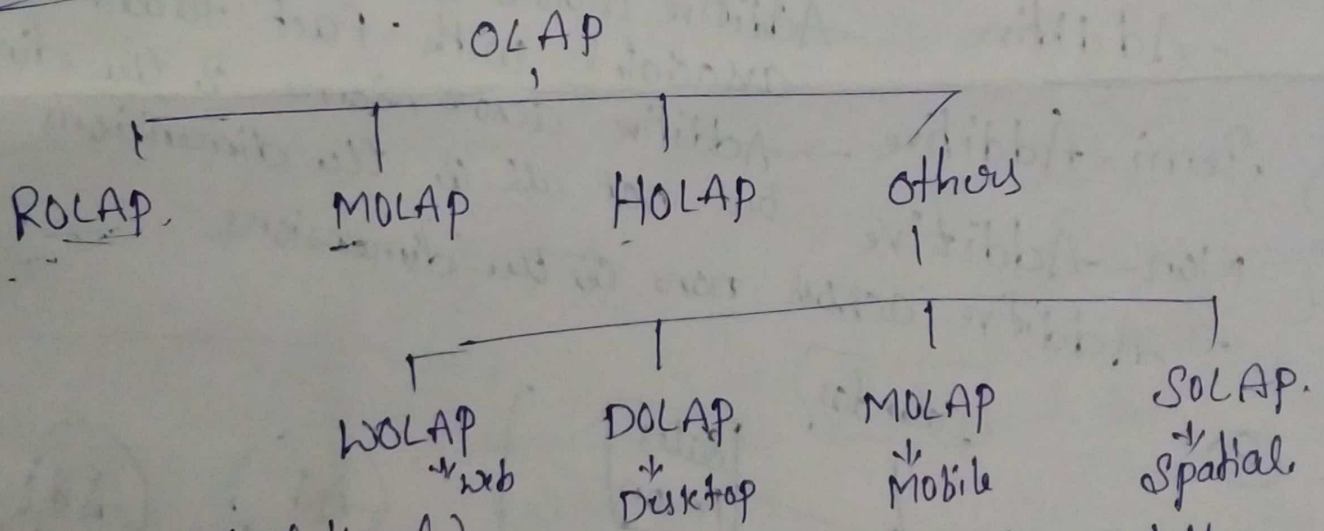 OLAP
ROLAP. MOLAP HOLAP others
WOLAP DOLAP. MOLAP SOLAP.
Web Desktop Mobile Spatial.